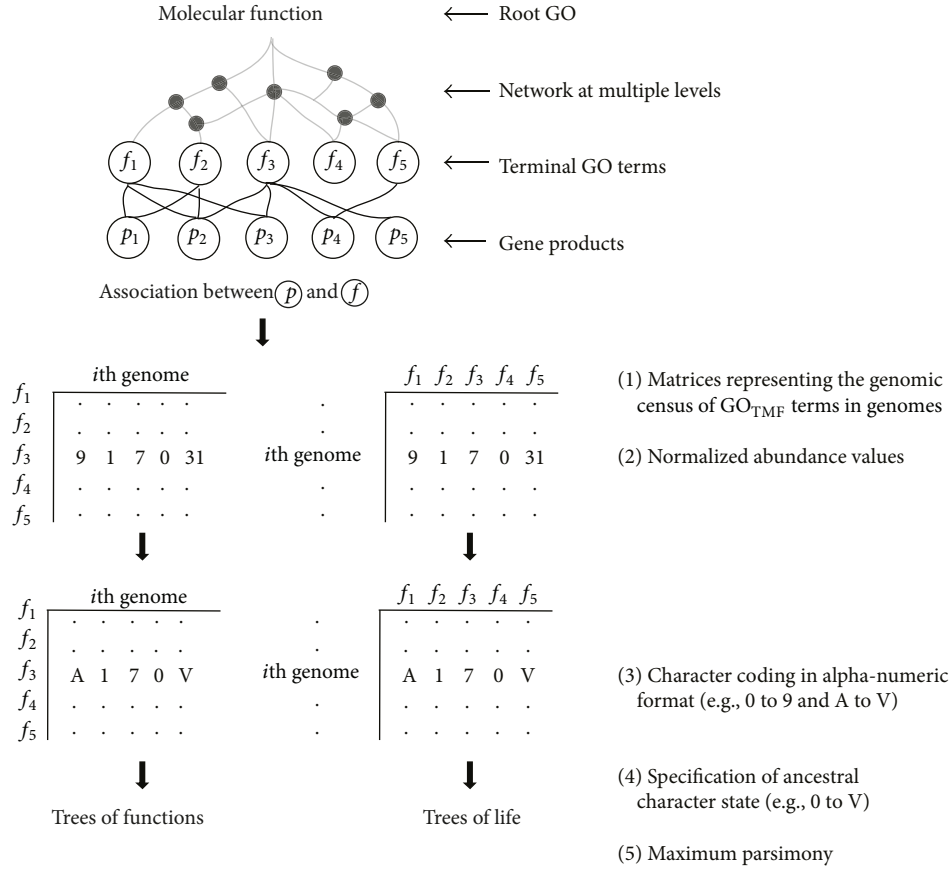 Molecular function
Root GO
Network at multiple levels
f1 f2 f3 f4 f5
Terminal GO terms
p1 p2 p3 p4 p5
Gene products
Association between p and f
ith genome
f1
. . . . .
f2
. . . . .
f3 9 1 7 0 31
f4
. . . . .
f5
. . . . .
f1 f2 f3 f4 f5
. . . . . .
. . . . . .
ith genome 9 1 7 0 31
. . . . . .
. . . . . .
(1) Matrices representing the genomic
census of GOTMF terms in genomes
(2) Normalized abundance values
ith genome
f1
. . . . .
f2
. . . . .
f3 A 1 7 0 V
f4
. . . . .
f5
. . . . .
f1 f2 f3 f4 f5
. . . . . .
. . . . . .
ith genome A 1 7 0 V
. . . . . .
. . . . . .
(3) Character coding in alpha-numeric
format (e.g., 0 to 9 and A to V)
Trees of functions
Trees of life
(4) Specification of ancestral
character state (e.g., 0 to V)
(5) Maximum parsimony